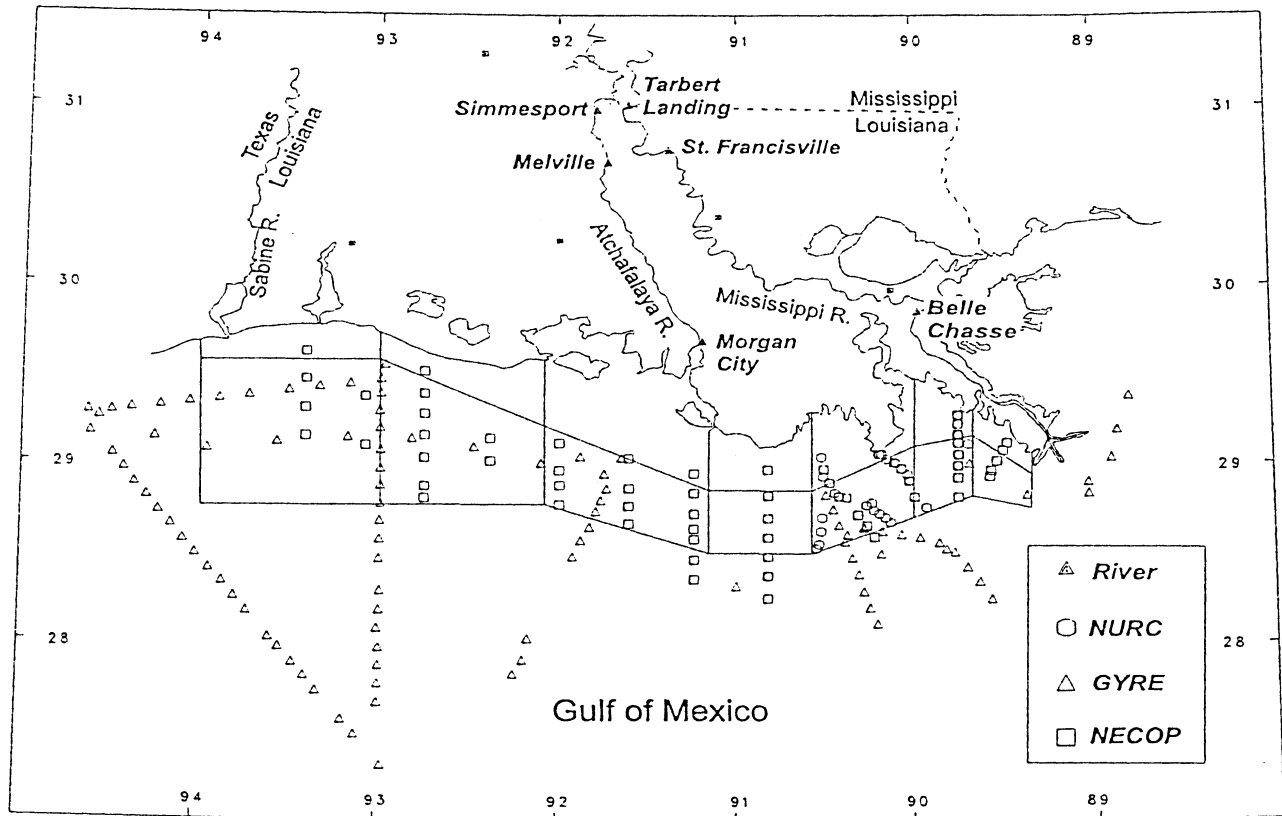 94 93 92 91 90 89
31 31
30 30
29 29
28 28
94 93 92 91 90 89
Texas
Louisiana
Sabine R.
Simmesport
Tarbert
Landing
Mississippi
Louisiana
Melville
St. Francisville
Atchafalaya R.
Mississippi R.
Belle
Chasse
Morgan
City
Gulf of Mexico
River
NURC
GYRE
NECOP